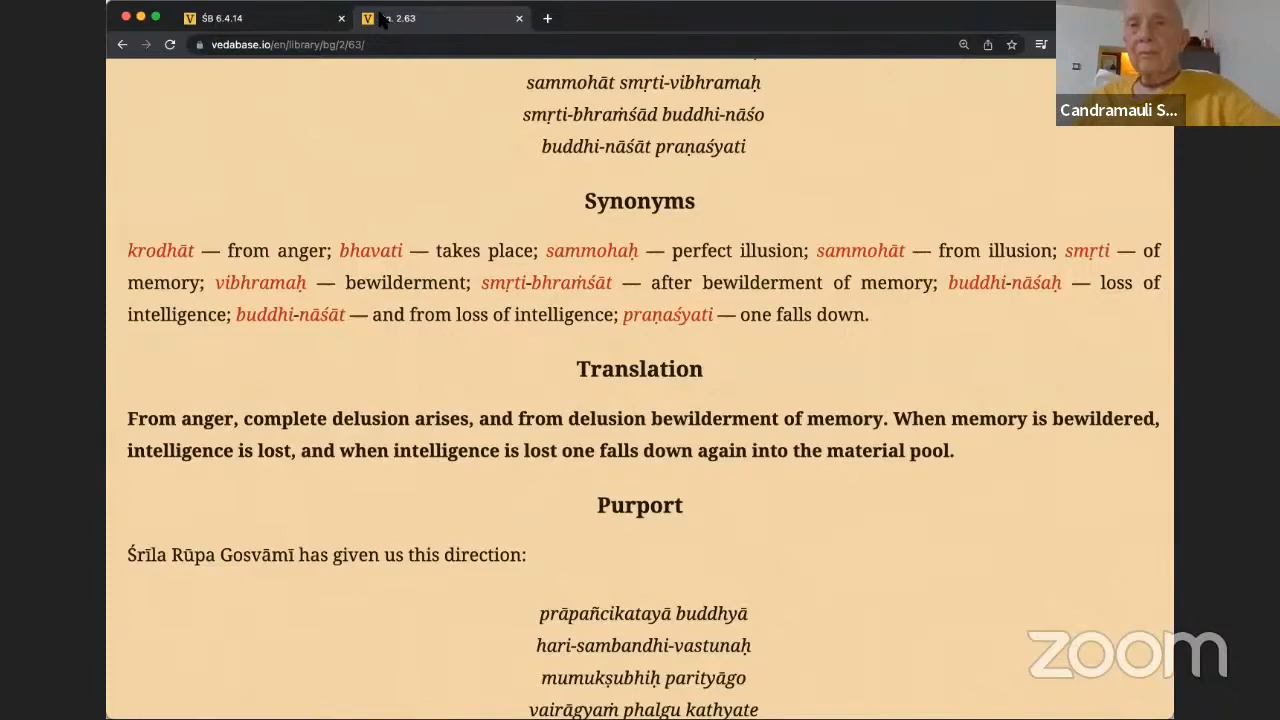 ŚB 6.4.14
2.63
vedabase.io/en/library/bg/2/63/
Candramauli S...
sammohāt smṛti-vibhramaḥ
smṛti-bhraṁśād buddhi-nāśo
buddhi-nāśāt praṇaśyati
Synonyms
krodhāt — from anger; bhavati — takes place; sammohaḥ — perfect illusion; sammohāt — from illusion; smṛti — of
memory; vibhramaḥ — bewilderment; smṛti-bhraṁśāt — after bewilderment of memory; buddhi-nāśaḥ — loss of
intelligence; buddhi-nāśāt — and from loss of intelligence; praṇaśyati — one falls down.
Translation
From anger, complete delusion arises, and from delusion bewilderment of memory. When memory is bewildered,
intelligence is lost, and when intelligence is lost one falls down again into the material pool.
Purport
Śrīla Rūpa Gosvāmī has given us this direction:
prāpañcikatayā buddhyā
hari-sambandhi-vastunaḥ
mumukṣubhiḥ parityāgo
vairāgyaṁ phalgu kathyate
zoom